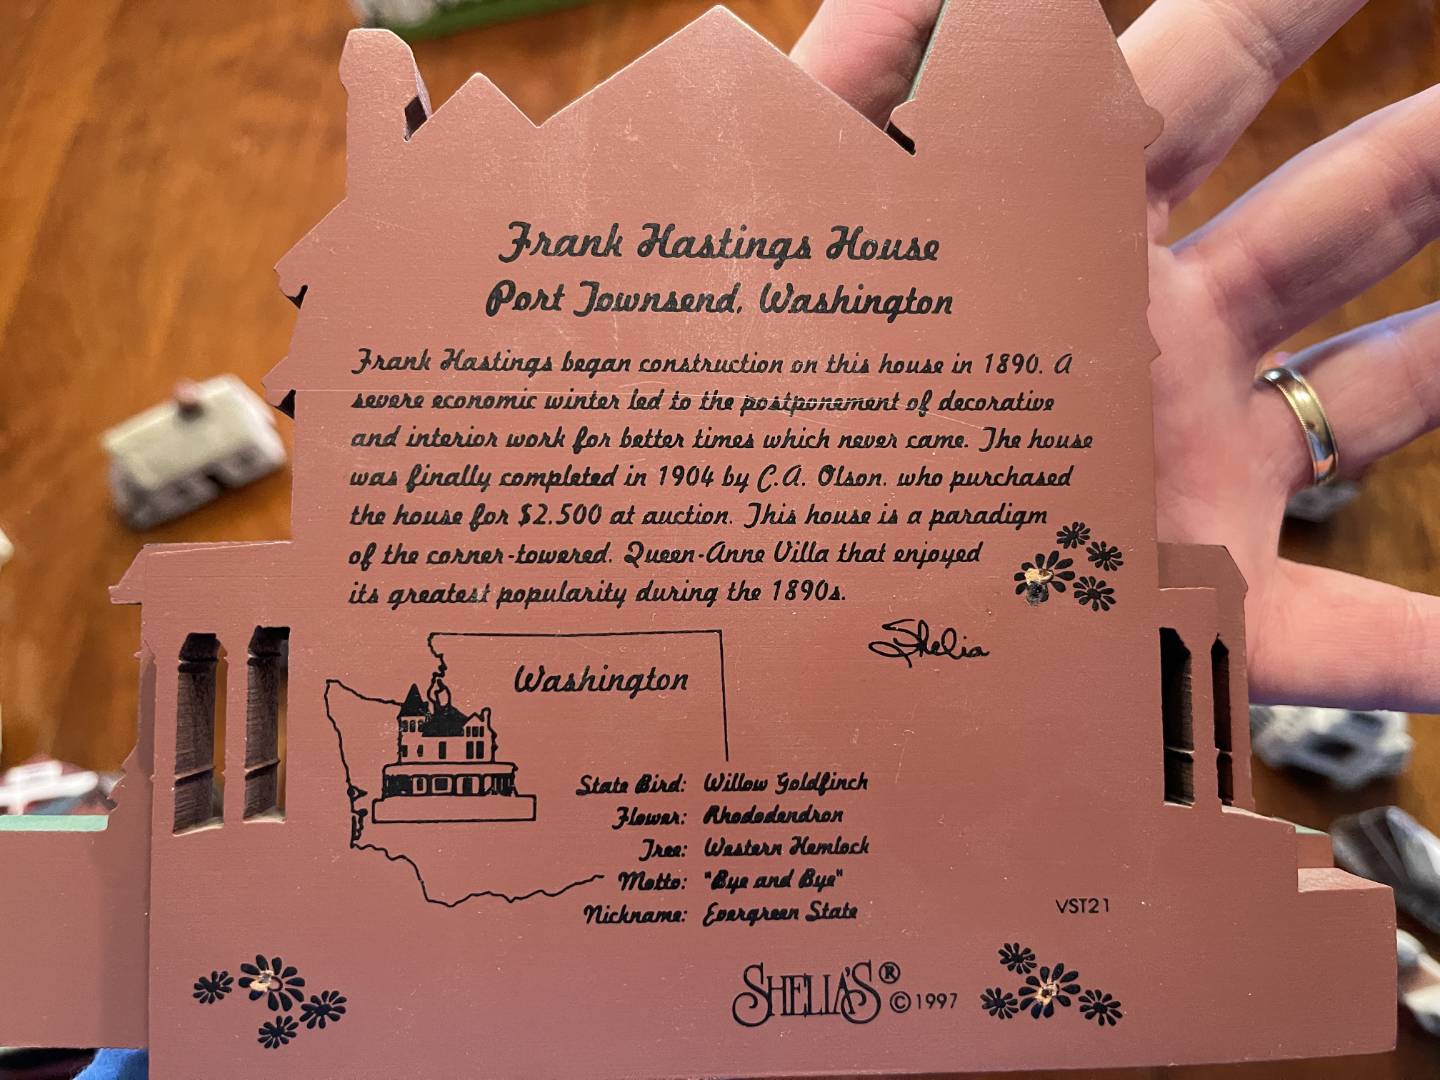 Frank Hastings House
Port Townsend, Washington
Frank Hastings began construction on this house in 1890. A
severe economic winter led to the postponement of decorative
and interior work for better times which never came. The house
was finally completed in 1904 by C.A. Olson, who purchased
the house for $2,500 at auction. This house is a paradigm
of the corner-towered, Queen-Anne Villa that enjoyed
its greatest popularity during the 1890s.
Shelia
Washington
State Bird: Willow Goldfinch
Flower: Rhododendron
Tree: Western Hemlock
Motto: "Bye and Bye"
Nickname: Evergreen State
VST21
SHELIA'S® ©1997